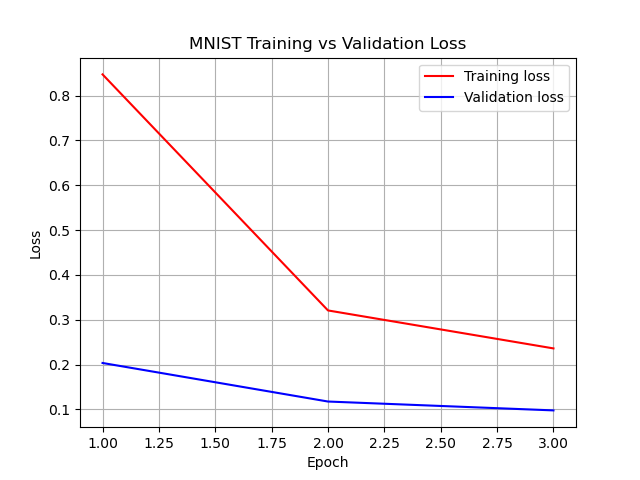 MNIST Training vs Validation Loss
Training loss
Validation loss
0.8
0.7
0.6
0.5
0.4
0.3
0.2
0.1
Loss
1.00 1.25 1.50 1.75 2.00 2.25 2.50 2.75 3.00
Epoch